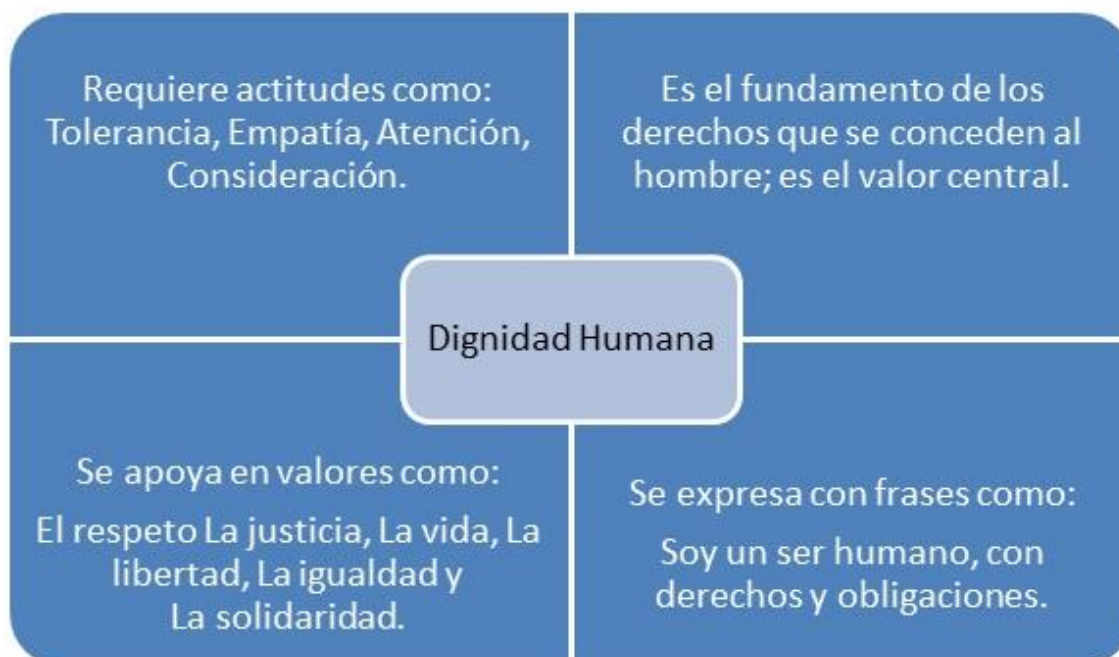 Requiere actitudes como:
Tolerancia, Empatía, Atención,
Consideración.
Es el fundamento de los
derechos que se conceden al
hombre; es el valor central.
Dignidad Humana
Se apoya en valores como:
El respeto La justicia, La vida, La
libertad, La igualdad y
La solidaridad.
Se expresa con frases como:
Soy un ser humano, con
derechos y obligaciones.